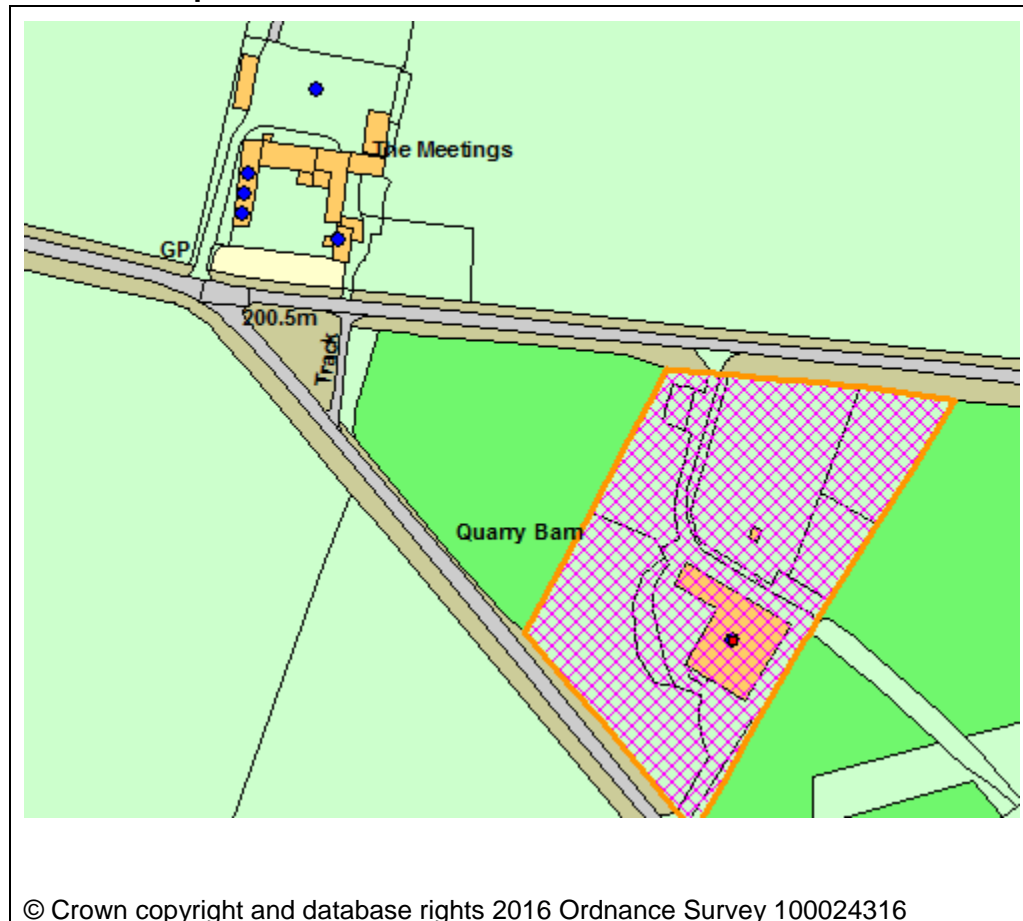 The Meetings
GP
200.5m
Track
Quarry Barn
© Crown copyright and database rights 2016 Ordnance Survey 100024316